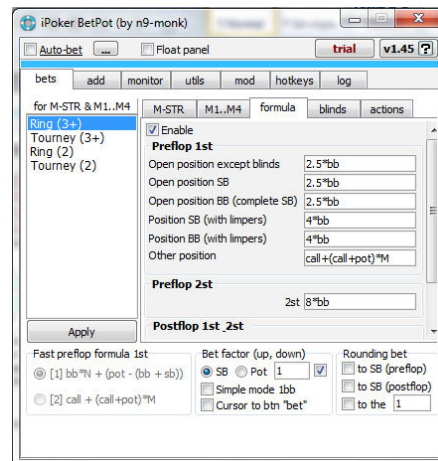 iPoker BetPot (by n9-monk)
Auto-bet ... Float panel trial v1.45 ?
bets add monitor utils mod hotkeys log
for M-STR & M1..M4 M-STR M1..M4 formula blinds actions
Ring (3+)
Tourney (3+)
Ring (2)
Tourney (2)
Enable
Preflop 1st
Open position except blinds 2.5*bb
Open position SB 2.5*bb
Open position BB (complete SB) 2.5*bb
Position SB (with limpers) 4*bb
Position BB (with limpers) 4*bb
Other position call+(call+pot)*M
Preflop 2st
2st 8*bb
Apply
Postflop 1st_2st
Fast preflop formula 1st
[1] bb*N + (pot - (bb + sb))
[2] call + (call+pot)*M
Bet factor (up, down)
SB Pot 1
Simple mode 1bb
Cursor to btn "bet"
Rounding bet
to SB (preflop)
to SB (postflop)
to the 1